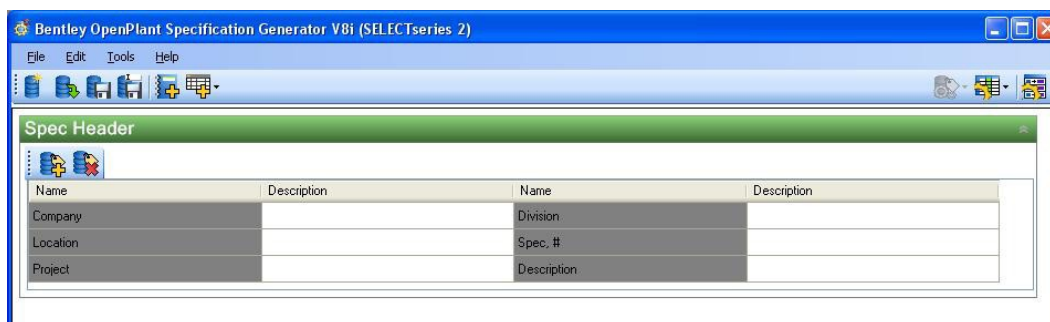 Bentley OpenPlant Specification Generator V8i (SELECTseries 2)
File Edit Tools Help
Spec Header
Name Description Name Description
Company Division
Location Spec, #
Project Description